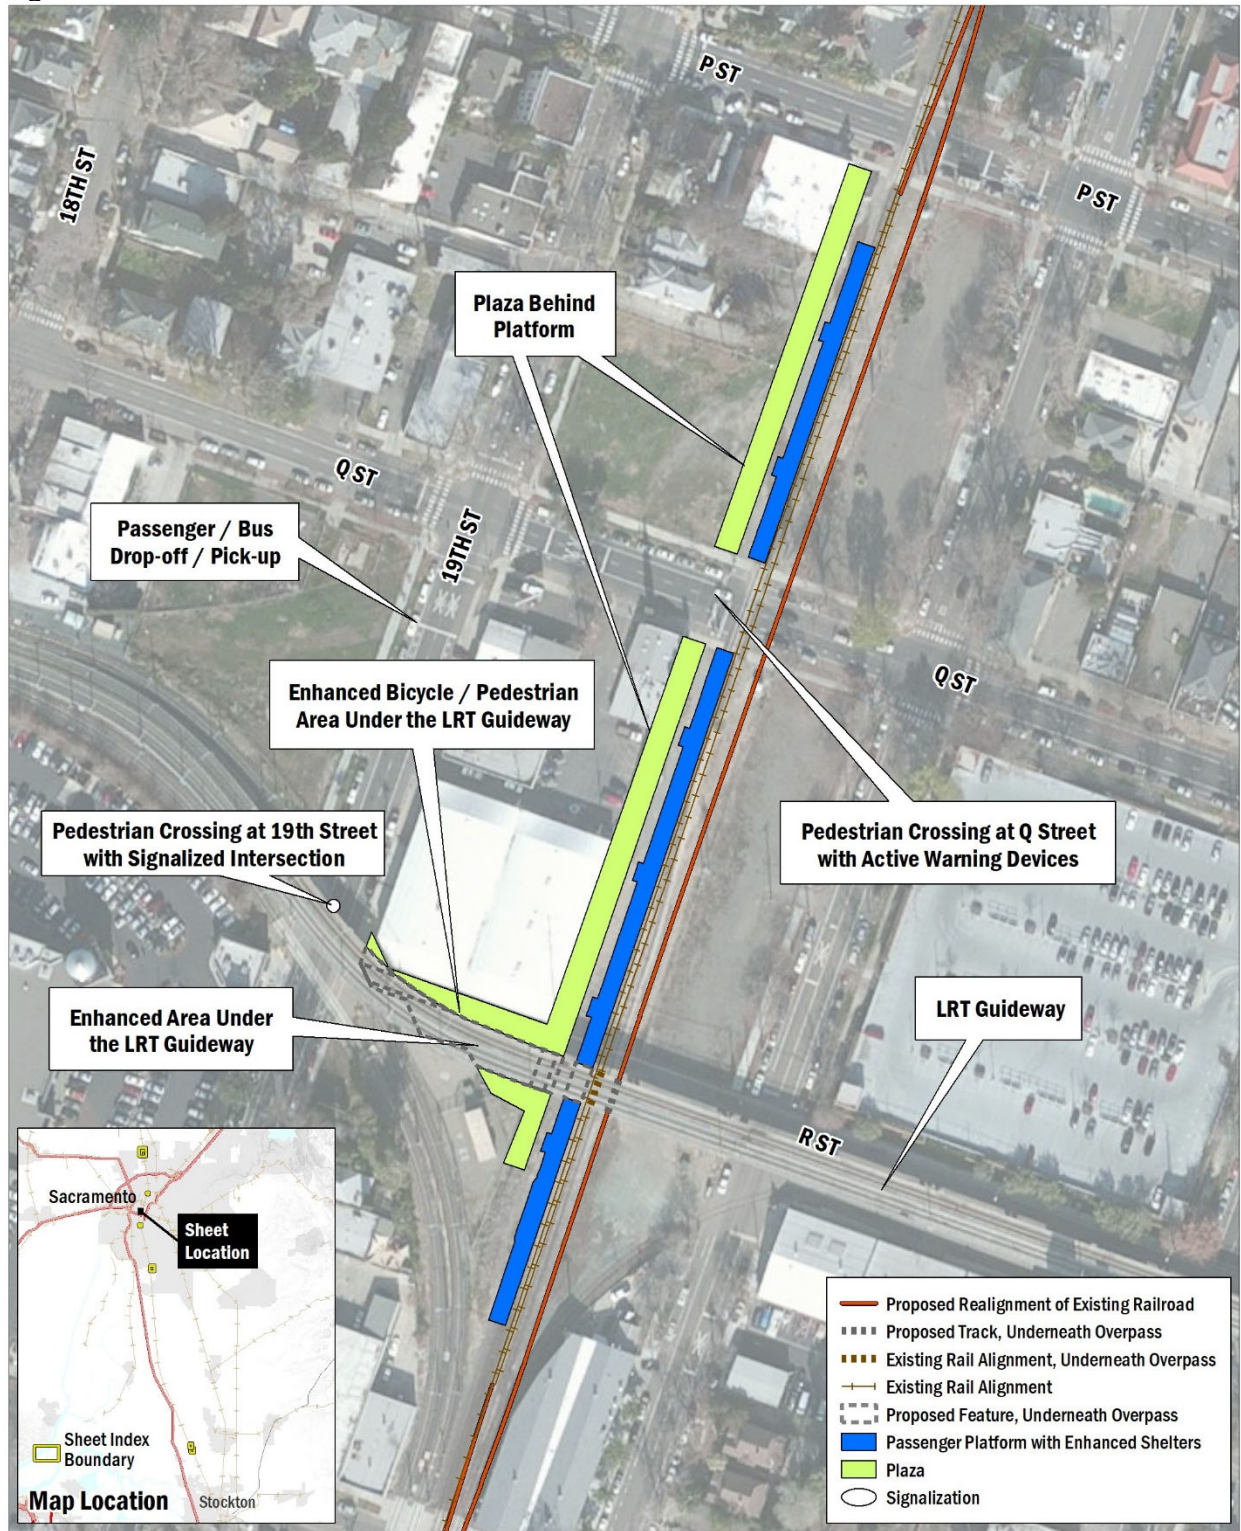 P ST
18TH ST
P ST
Plaza Behind
Platform
Q ST
Passenger / Bus
Drop-off / Pick-up
19TH ST
Enhanced Bicycle / Pedestrian
Area Under the LRT Guideway
Q ST
Pedestrian Crossing at 19th Street
with Signalized Intersection
Pedestrian Crossing at Q Street
with Active Warning Devices
Enhanced Area Under
the LRT Guideway
LRT Guideway
R ST
Sacramento
Sheet
Location
Sheet Index
Boundary
Map Location
Stockton
Proposed Realignment of Existing Railroad
Proposed Track, Underneath Overpass
Existing Rail Alignment, Underneath Overpass
Existing Rail Alignment
Proposed Feature, Underneath Overpass
Passenger Platform with Enhanced Shelters
Plaza
Signalization